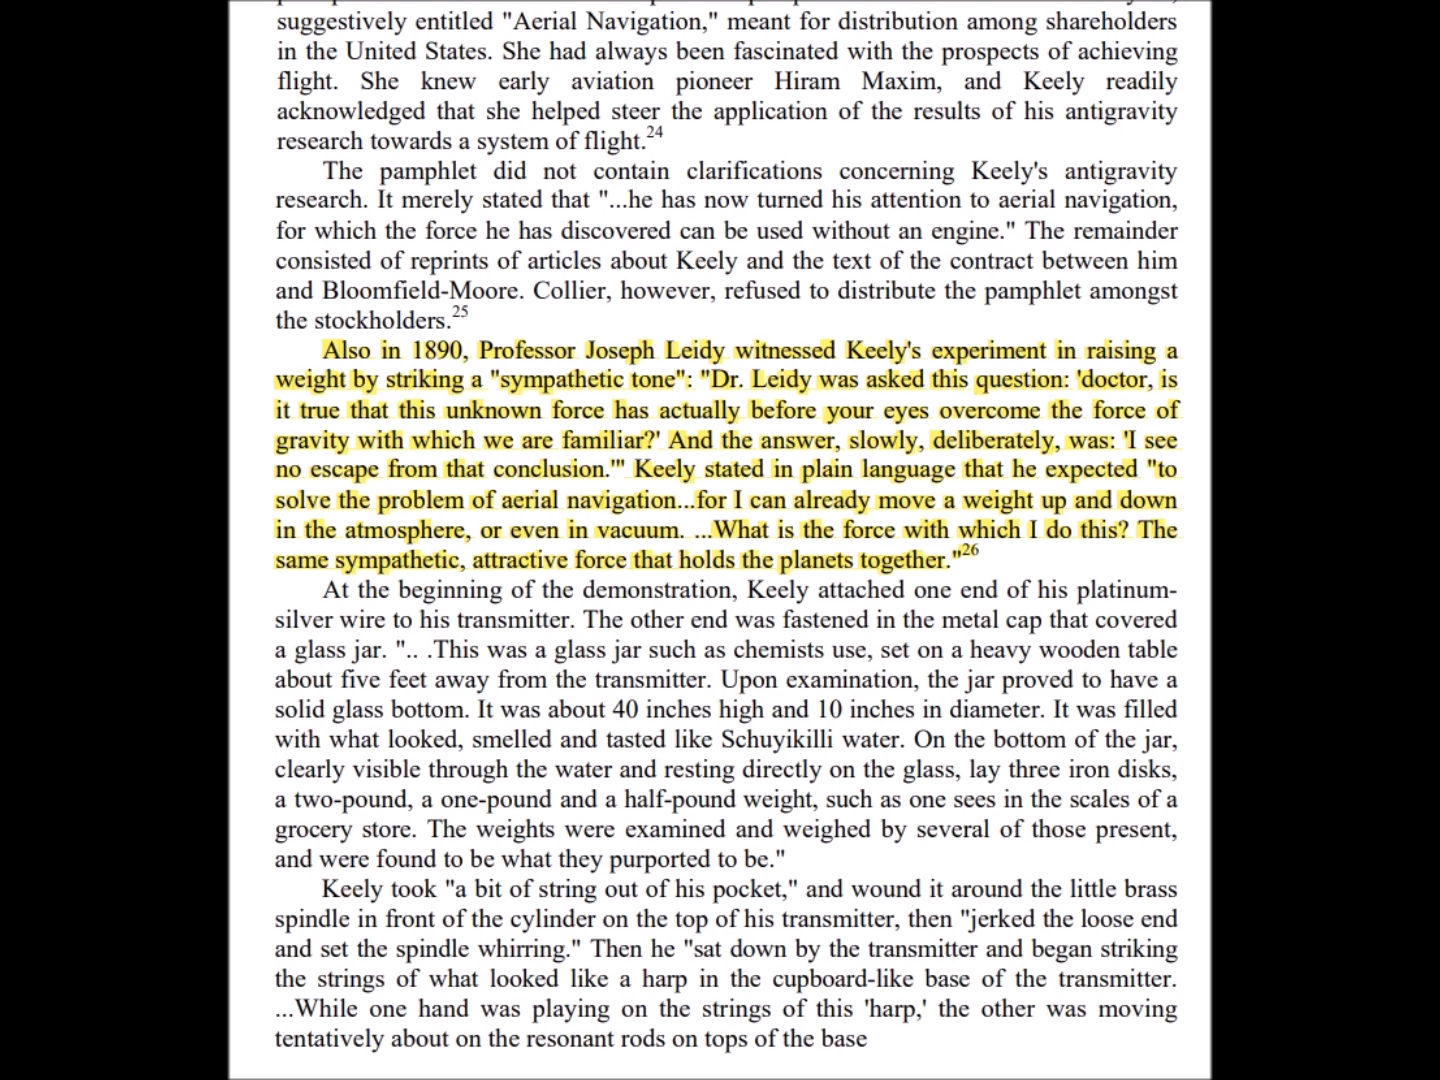 suggestively entitled "Aerial Navigation," meant for distribution among shareholders
in the United States. She had always been fascinated with the prospects of achieving
flight. She knew early aviation pioneer Hiram Maxim, and Keely readily
acknowledged that she helped steer the application of the results of his antigravity
research towards a system of flight.24
The pamphlet did not contain clarifications concerning Keely's antigravity
research. It merely stated that "...he has now turned his attention to aerial navigation,
for which the force he has discovered can be used without an engine." The remainder
consisted of reprints of articles about Keely and the text of the contract between him
and Bloomfield-Moore. Collier, however, refused to distribute the pamphlet amongst
the stockholders.25
Also in 1890, Professor Joseph Leidy witnessed Keely's experiment in raising a
weight by striking a "sympathetic tone": "Dr. Leidy was asked this question: 'doctor, is
it true that this unknown force has actually before your eyes overcome the force of
gravity with which we are familiar?' And the answer, slowly, deliberately, was: 'I see
no escape from that conclusion.'" Keely stated in plain language that he expected "to
solve the problem of aerial navigation...for I can already move a weight up and down
in the atmosphere, or even in vacuum. ...What is the force with which I do this? The
same sympathetic, attractive force that holds the planets together."26
At the beginning of the demonstration, Keely attached one end of his platinum-
silver wire to his transmitter. The other end was fastened in the metal cap that covered
a glass jar. ".. .This was a glass jar such as chemists use, set on a heavy wooden table
about five feet away from the transmitter. Upon examination, the jar proved to have a
solid glass bottom. It was about 40 inches high and 10 inches in diameter. It was filled
with what looked, smelled and tasted like Schuyikilli water. On the bottom of the jar,
clearly visible through the water and resting directly on the glass, lay three iron disks,
a two-pound, a one-pound and a half-pound weight, such as one sees in the scales of a
grocery store. The weights were examined and weighed by several of those present,
and were found to be what they purported to be."
Keely took "a bit of string out of his pocket," and wound it around the little brass
spindle in front of the cylinder on the top of his transmitter, then "jerked the loose end
and set the spindle whirring." Then he "sat down by the transmitter and began striking
the strings of what looked like a harp in the cupboard-like base of the transmitter.
...While one hand was playing on the strings of this 'harp,' the other was moving
tentatively about on the resonant rods on tops of the base